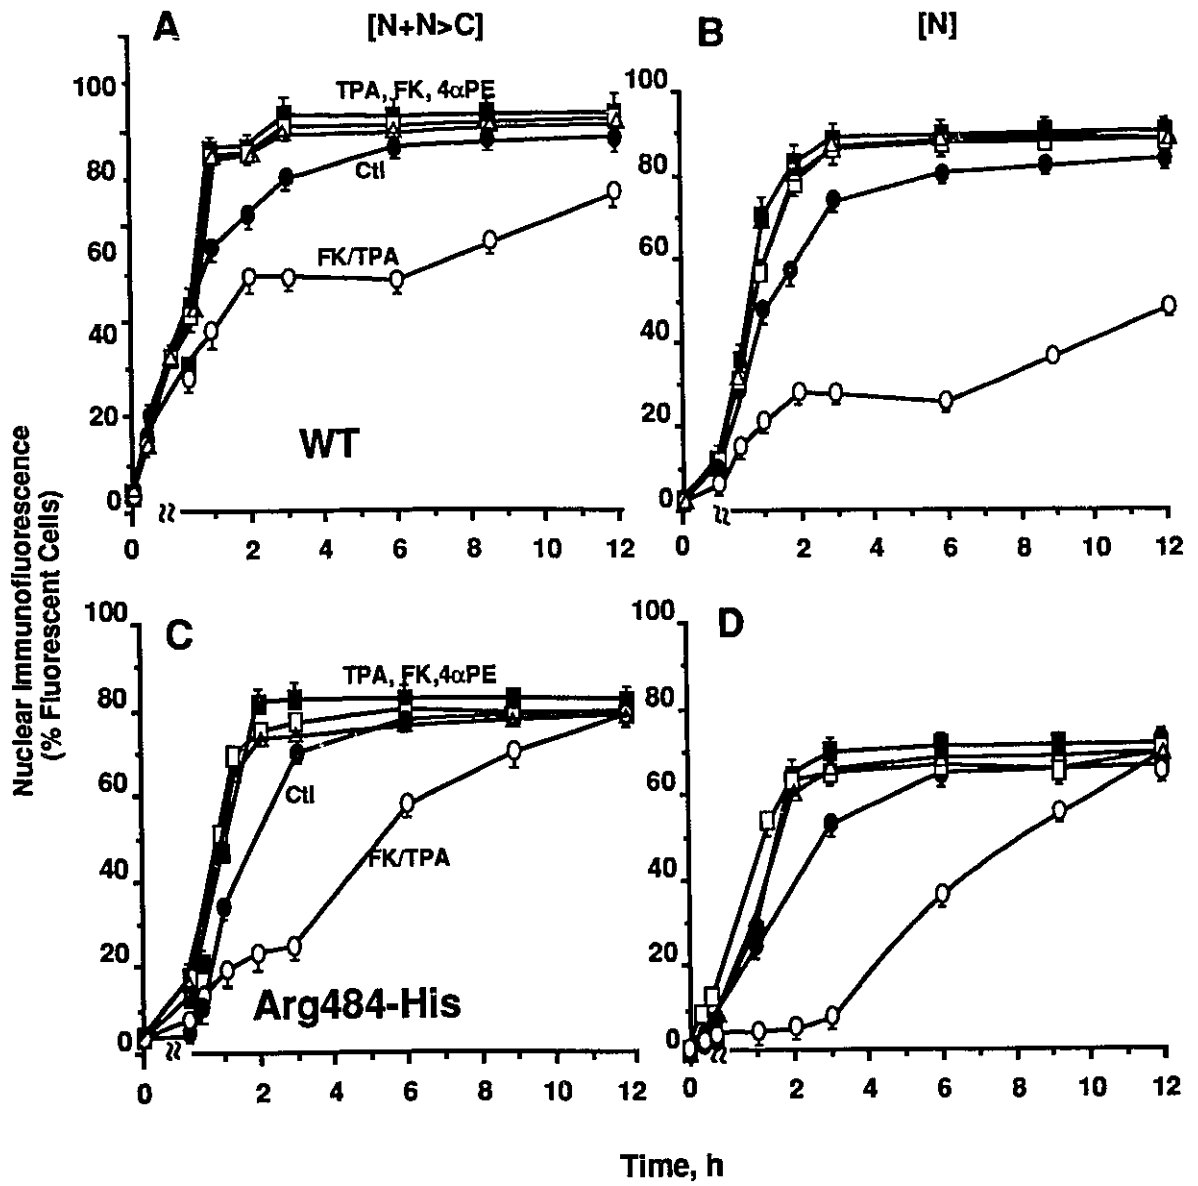 A [N+N>C] B [N]
100 TPA, FK, 4αPE 100
80 Ctl 80
60 FK/TPA 60
40 40
20 WT 20
0 0
0 2 4 6 8 10 12 0 2 4 6 8 10 12
Nuclear Immunofluorescence
(% Fluorescent Cells)
100 C 100 D
80 TPA, FK,4αPE 80
60 Ctl 60
40 FK/TPA 40
20 Arg484-His 20
0 0
0 2 4 6 8 10 12 0 2 4 6 8 10 12
Time, h